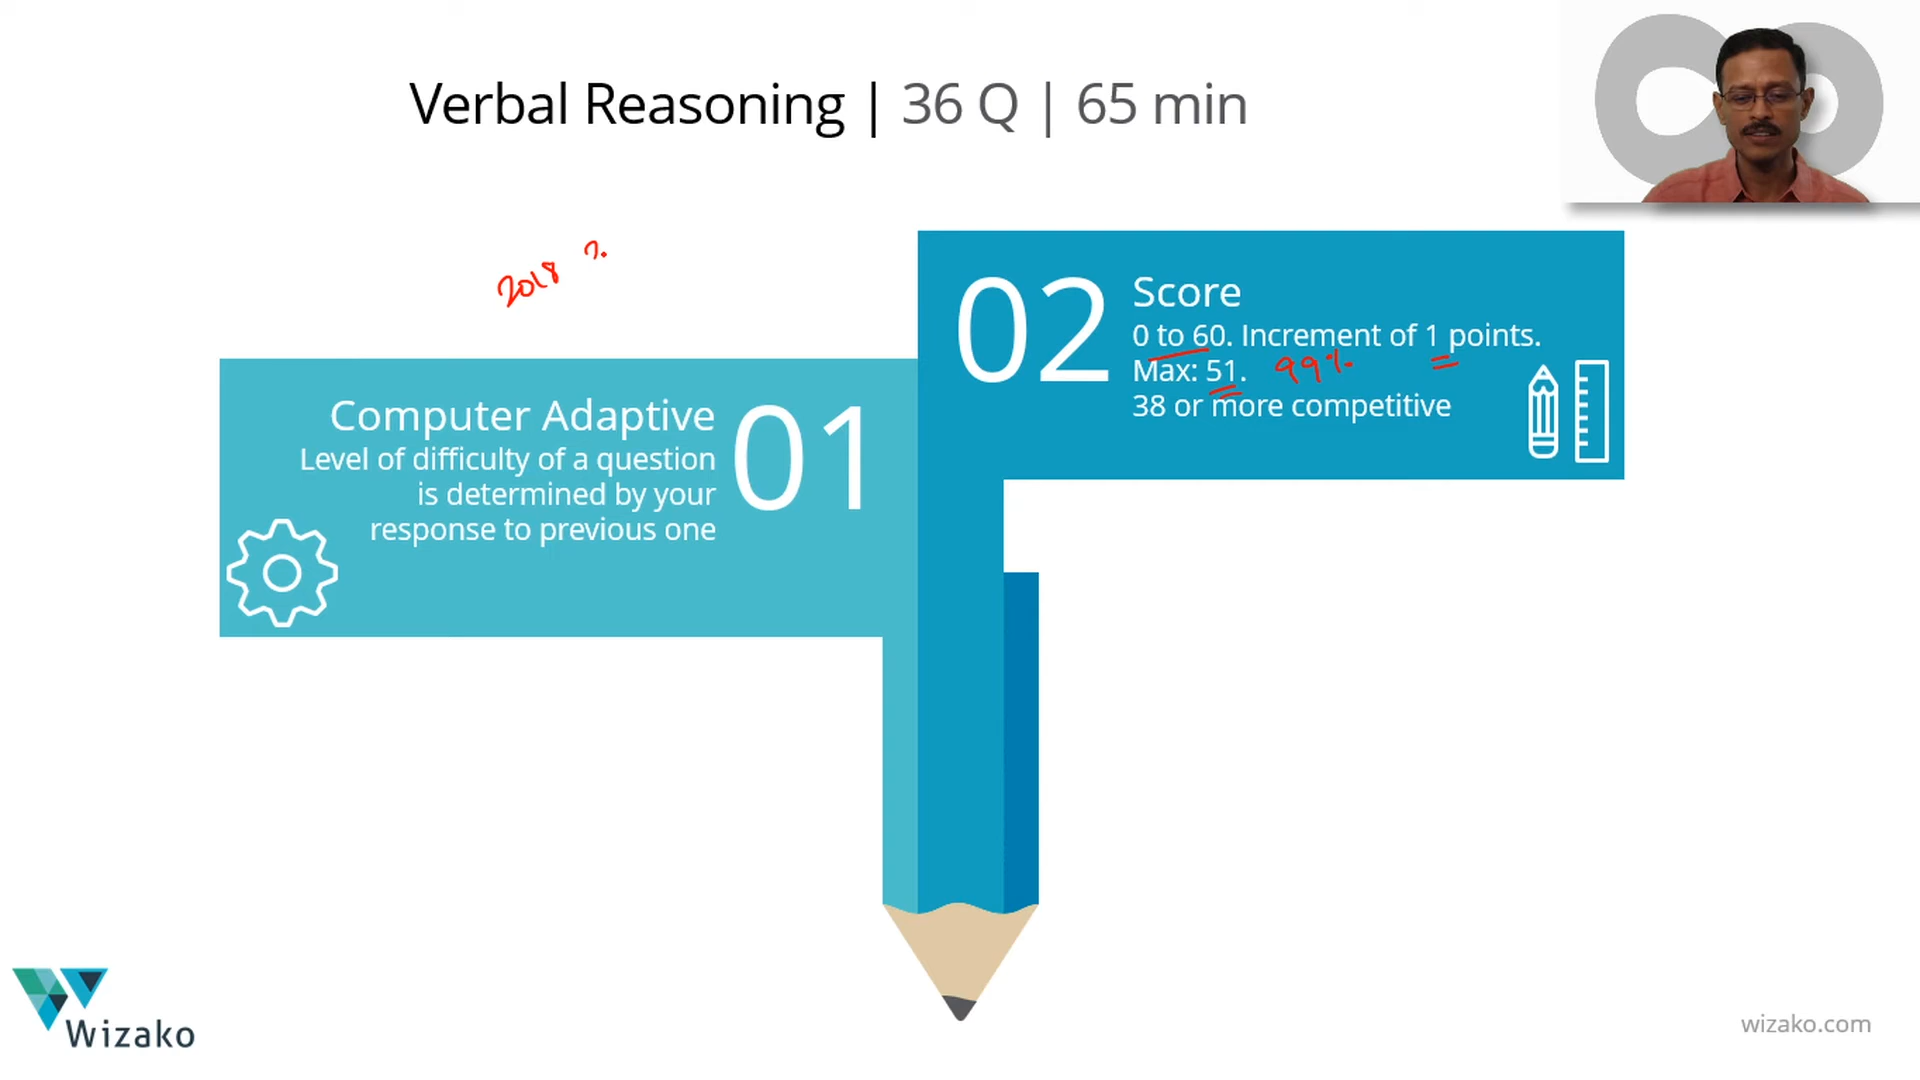 Verbal Reasoning | 36 Q | 65 min
2018 ?.
01
Computer Adaptive
Level of difficulty of a question
is determined by your
response to previous one
02
Score
0 to 60. Increment of 1 points.
Max: 51. 99%
38 or more competitive
Wizako
wizako.com